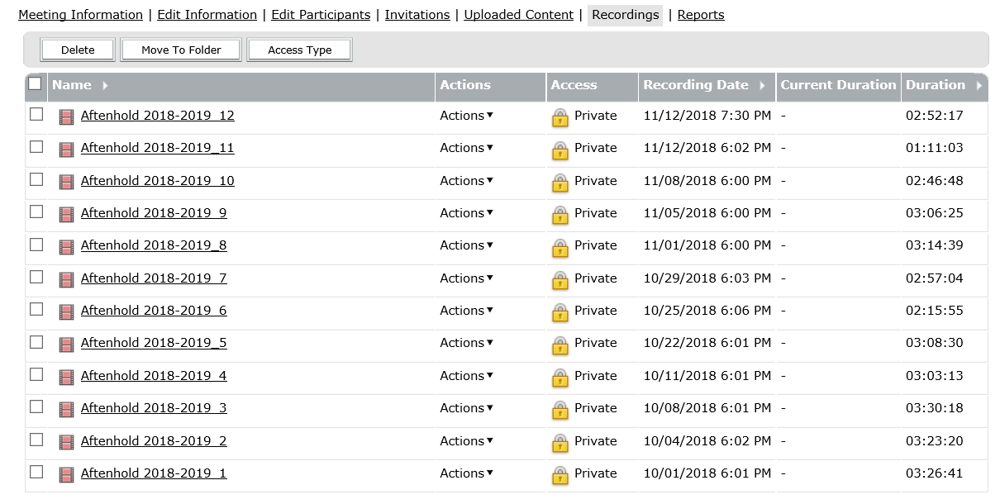 Meeting Information | Edit Information | Edit Participants | Invitations | Uploaded Content | Recordings | Reports
Delete Move To Folder Access Type
Name Actions Access Recording Date Current Duration Duration
Aftenhold 2018-2019_12 Actions Private 11/12/2018 7:30 PM - 02:52:17
Aftenhold 2018-2019_11 Actions Private 11/12/2018 6:02 PM - 01:11:03
Aftenhold 2018-2019_10 Actions Private 11/08/2018 6:00 PM - 02:46:48
Aftenhold 2018-2019_9 Actions Private 11/05/2018 6:00 PM - 03:06:25
Aftenhold 2018-2019_8 Actions Private 11/01/2018 6:00 PM - 03:14:39
Aftenhold 2018-2019_7 Actions Private 10/29/2018 6:03 PM - 02:57:04
Aftenhold 2018-2019_6 Actions Private 10/25/2018 6:06 PM - 02:15:55
Aftenhold 2018-2019_5 Actions Private 10/22/2018 6:01 PM - 03:08:30
Aftenhold 2018-2019_4 Actions Private 10/11/2018 6:01 PM - 03:03:13
Aftenhold 2018-2019_3 Actions Private 10/08/2018 6:01 PM - 03:30:18
Aftenhold 2018-2019_2 Actions Private 10/04/2018 6:02 PM - 03:23:20
Aftenhold 2018-2019_1 Actions Private 10/01/2018 6:01 PM - 03:26:41